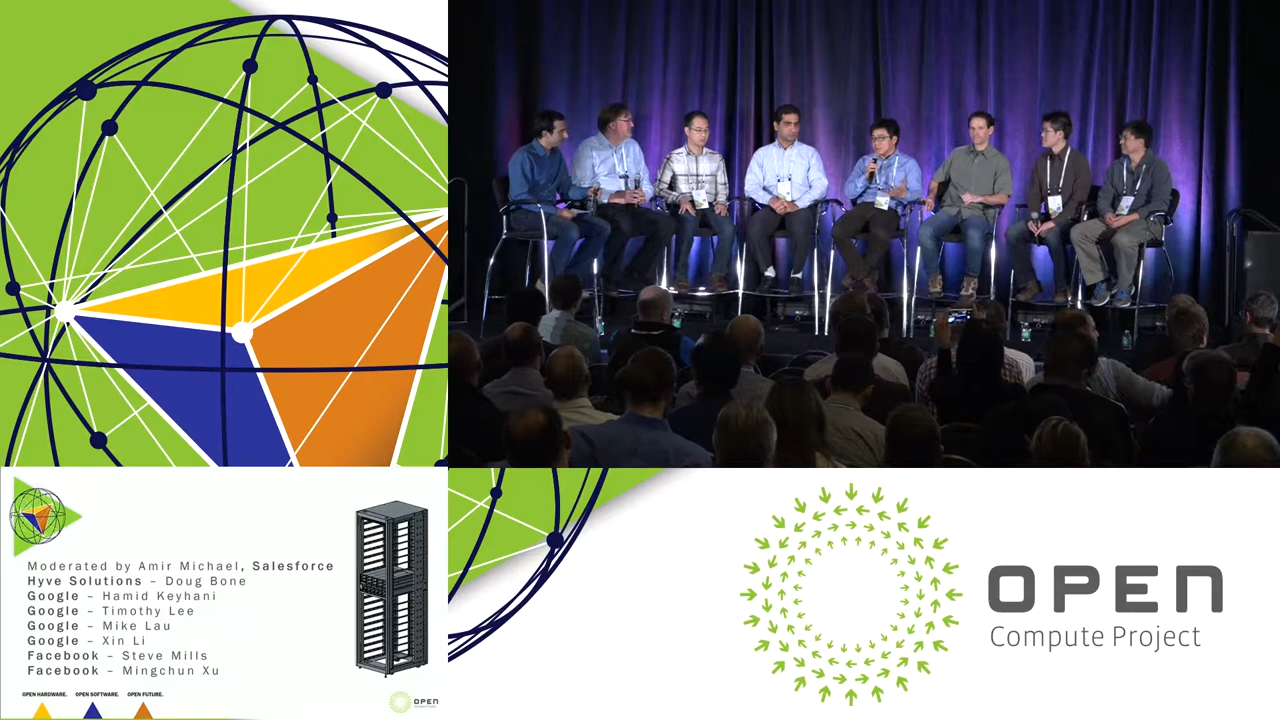 Moderated by Amir Michael, Salesforce
Hyve Solutions – Doug Bone
Google – Hamid Keyhani
Google – Timothy Lee
Google – Mike Lau
Google – Xin Li
Facebook – Steve Mills
Facebook – Mingchun Xu
OPEN HARDWARE. OPEN SOFTWARE. OPEN FUTURE.
OPEN
OPEN
Compute Project